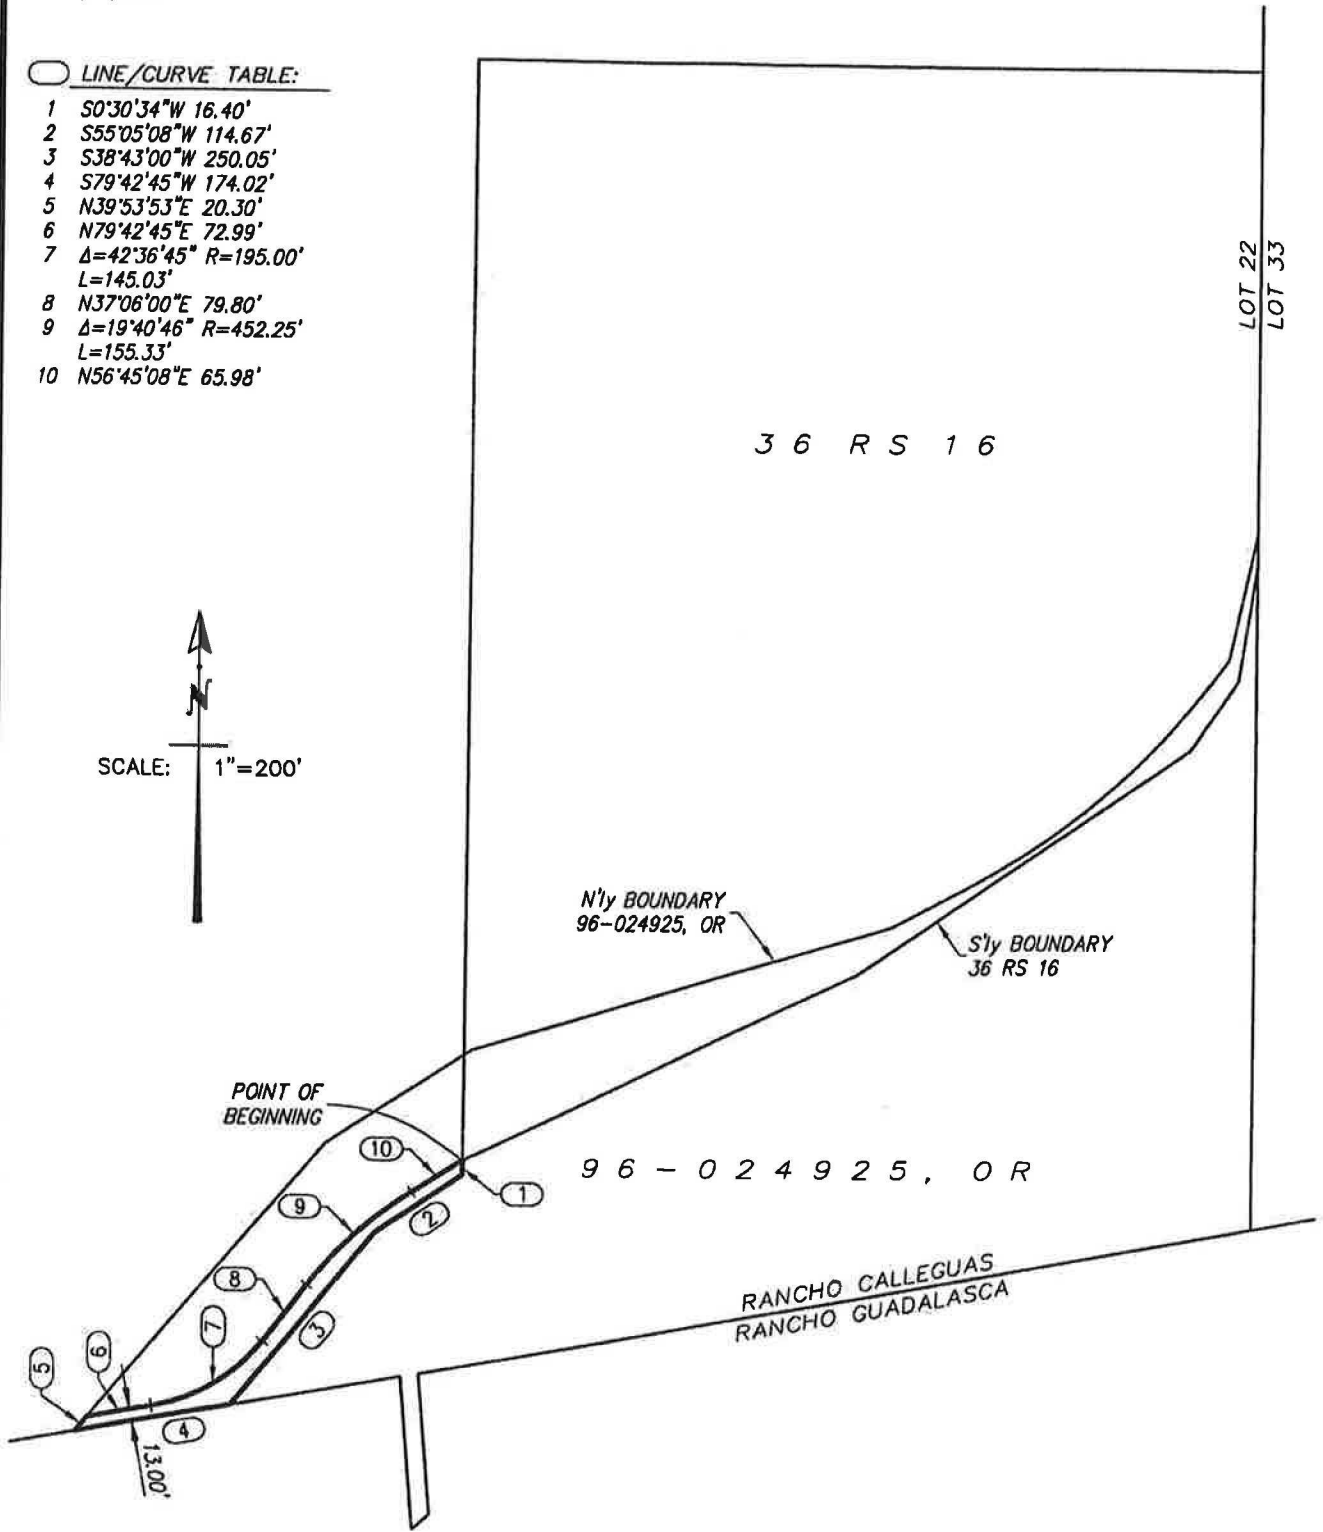 LINE/CURVE TABLE:
1 S0°30'34"W 16.40'
2 S55°05'08"W 114.67'
3 S38°43'00"W 250.05'
4 S79°42'45"W 174.02'
5 N39°53'53"E 20.30'
6 N79°42'45"E 72.99'
7 Δ=42°36'45" R=195.00'
L=145.03'
8 N37°06'00"E 79.80'
9 Δ=19°40'46" R=452.25'
L=155.33'
10 N56°45'08"E 65.98'
LOT 22
LOT 33
36 RS 16
N
SCALE: 1"=200'
N'ly BOUNDARY
96-024925, OR
S'ly BOUNDARY
36 RS 16
POINT OF
BEGINNING
10
1
96-024925, OR
9
2
8
3
7
6
5
4
13.00'
RANCHO CALLEGUAS
RANCHO GUADALASCA